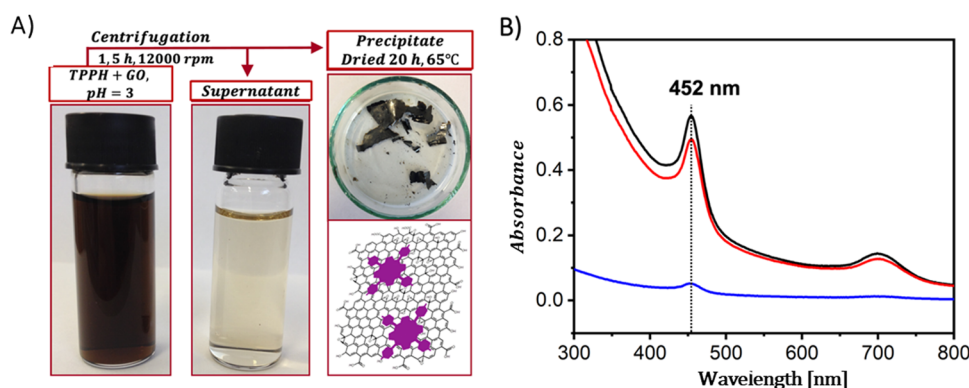 A)
Centrifugation
1,5 h, 12000 rpm
TPPH + GO,
pH = 3
Supernatant
Precipitate
Dried 20 h, 65℃
B)
0.8
0.6
0.4
0.2
0.0
Absorbance
452 nm
300 400 500 600 700 800
Waveiength [nm]